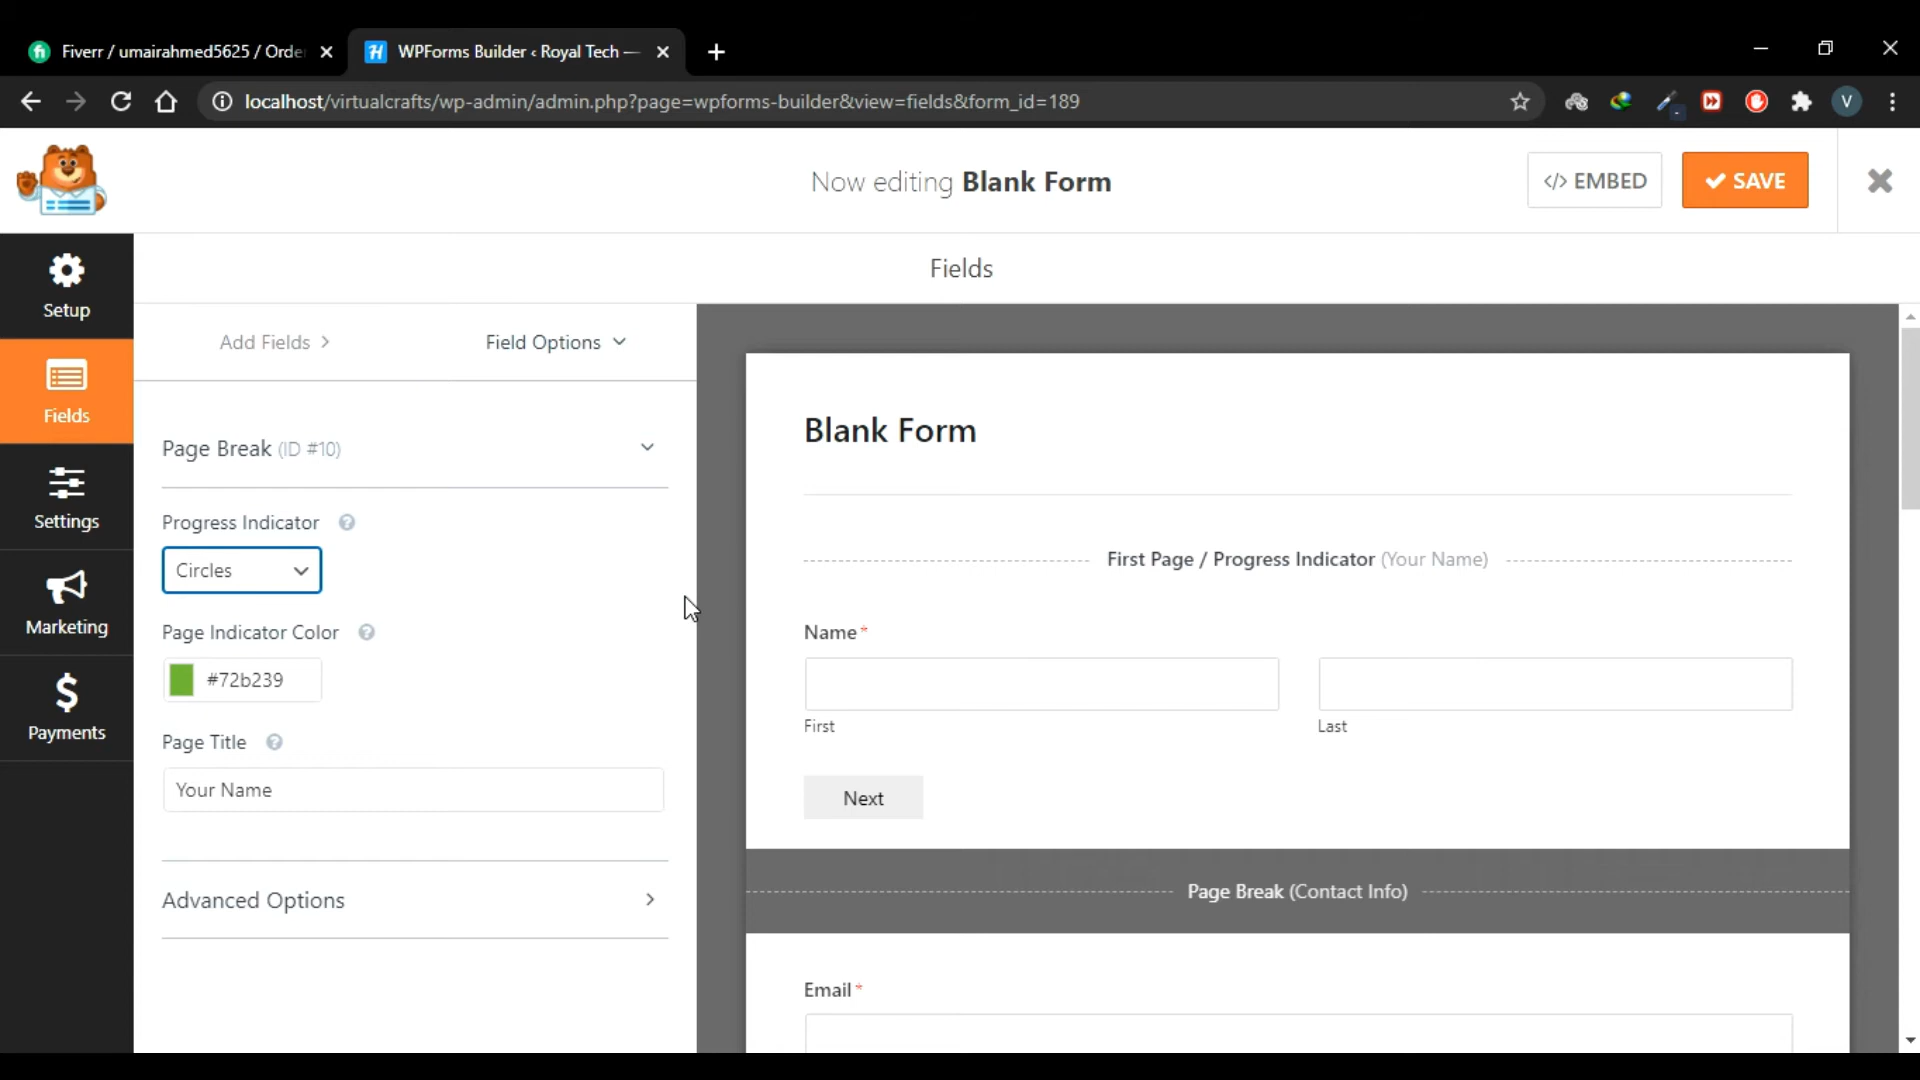 Fiverr / umairahmed5625 / Orde
WPForms Builder ‹ Royal Tech —
localhost/virtualcrafts/wp-admin/admin.php?page=wpforms-builder&view=fields&form_id=189
V
Now editing Blank Form
</> EMBED
SAVE
Setup
Fields
Settings
Marketing
Payments
Fields
Add Fields
Field Options
Page Break (ID #10)
Progress Indicator
Circles
Page Indicator Color
#72b239
Page Title
Your Name
Advanced Options
Blank Form
First Page / Progress Indicator (Your Name)
Name *
First
Last
Next
Page Break (Contact Info)
Email *